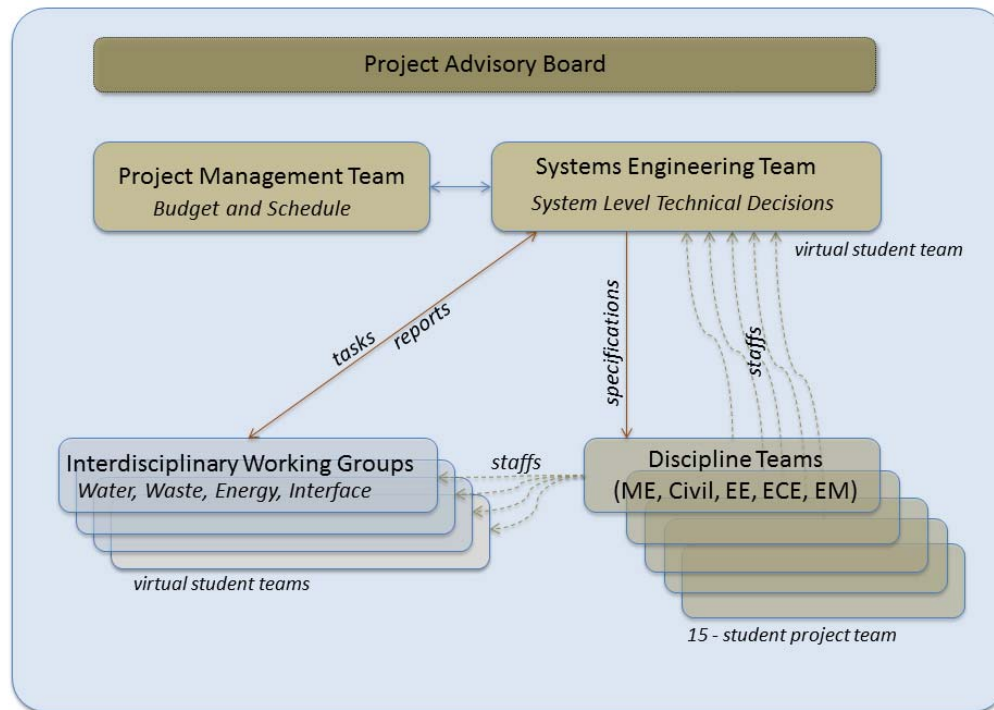 Project Advisory Board
Project Management Team
Budget and Schedule
Systems Engineering Team
System Level Technical Decisions
virtual student team
tasks
reports
specifications
staffs
Interdisciplinary Working Groups
Water, Waste, Energy, Interface
virtual student teams
staffs
Discipline Teams
(ME, Civil, EE, ECE, EM)
15 - student project team